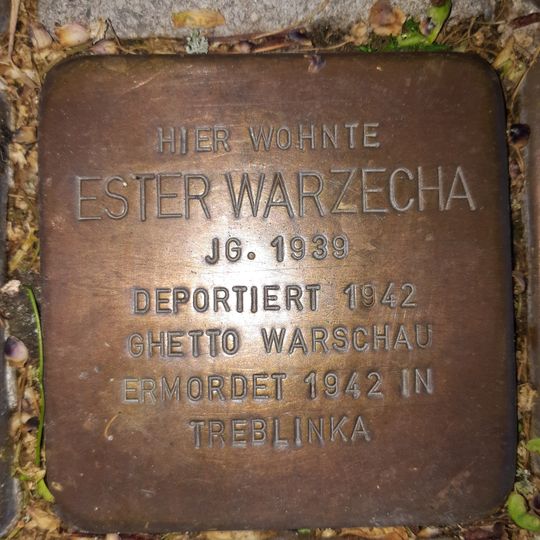 HIER WOHNTE
ESTER WARZECHA
JG. 1939
DEPORTIERT 1942
GHETTO WARSCHAU
ERMORDET 1942 IN
TREBLINKA